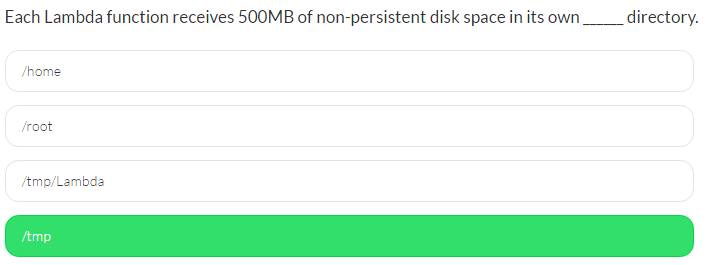 Each Lambda function receives 500MB of non-persistent disk space in its own ______ directory.
/home
/root
/tmp/Lambda
/tmp